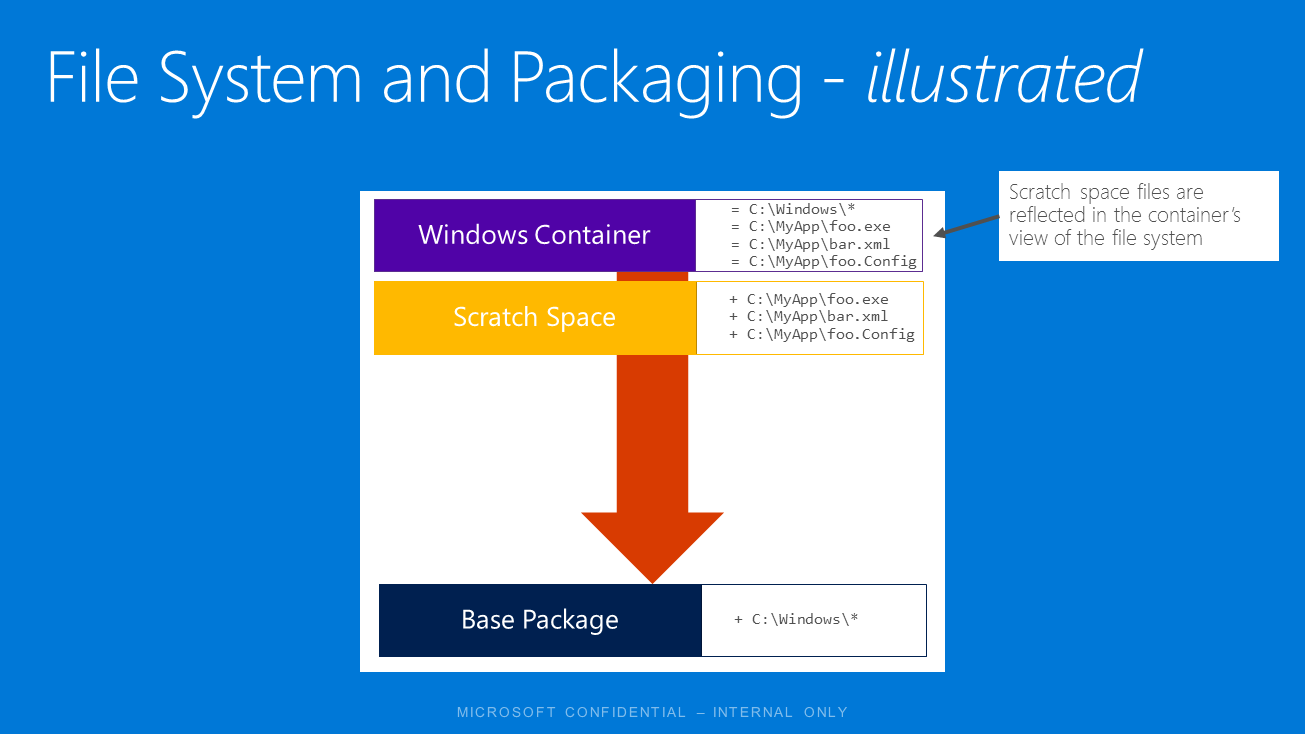 File System and Packaging - illustrated
Windows Container
= C:\Windows\*
= C:\MyApp\foo.exe
= C:\MyApp\bar.xml
= C:\MyApp\foo.Config
Scratch space files are
reflected in the container's
view of the file system
Scratch Space
+ C:\MyApp\foo.exe
+ C:\MyApp\bar.xml
+ C:\MyApp\foo.Config
Base Package
+ C:\Windows\*
MICROSOFT CONFIDENTIAL – INTERNAL ONLY